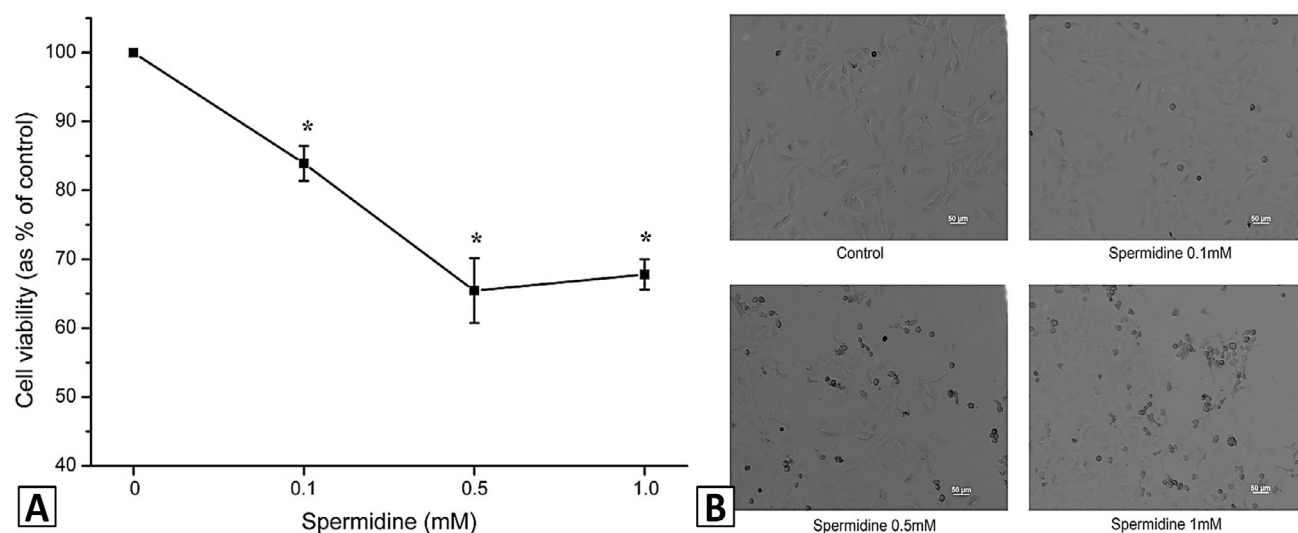 100
90
80
70
60
50
40
Cell viability (as % of control)
*
*
*
0
0.1
0.5
1.0
Spermidine (mM)
A
50 µm
Control
50 µm
Spermidine 0.1mM
50 µm
Spermidine 0.5mM
50 µm
Spermidine 1mM
B